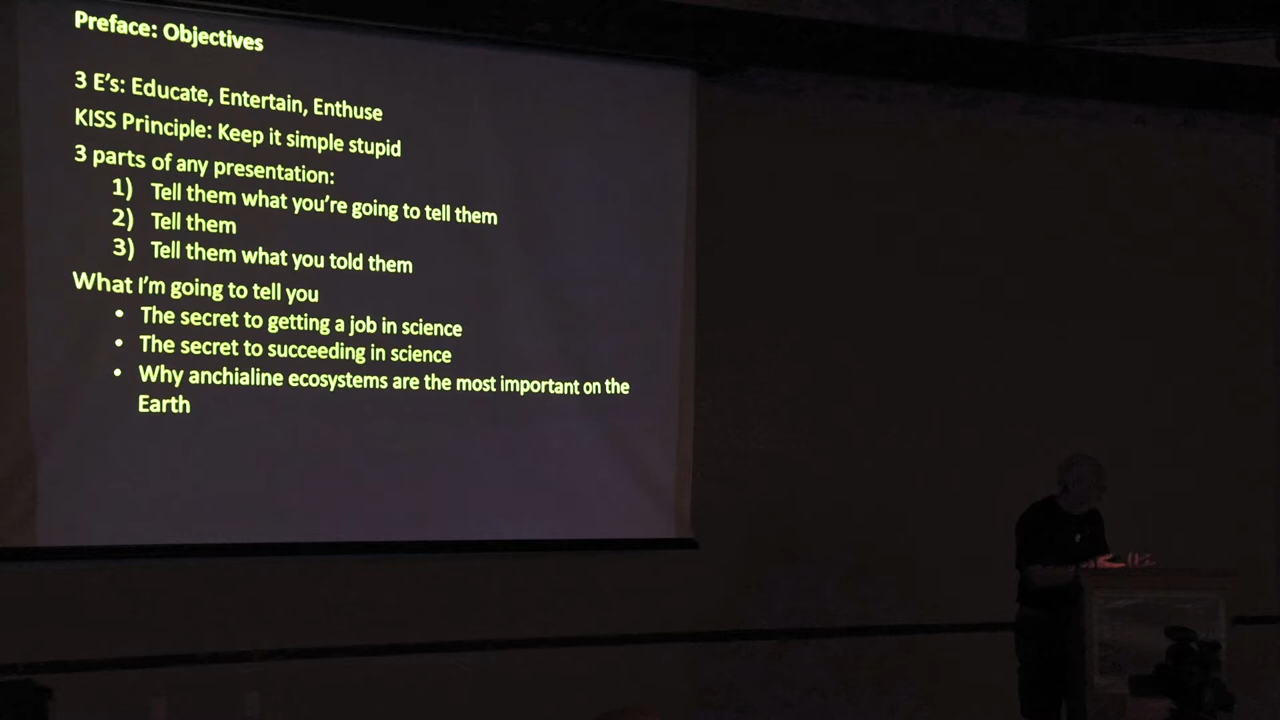 Preface: Objectives
3 E's: Educate, Entertain, Enthuse
KISS Principle: Keep it simple stupid
3 parts of any presentation:
1) Tell them what you're going to tell them
2) Tell them
3) Tell them what you told them
What I'm going to tell you
• The secret to getting a job in science
• The secret to succeeding in science
• Why anchialine ecosystems are the most important on the
Earth